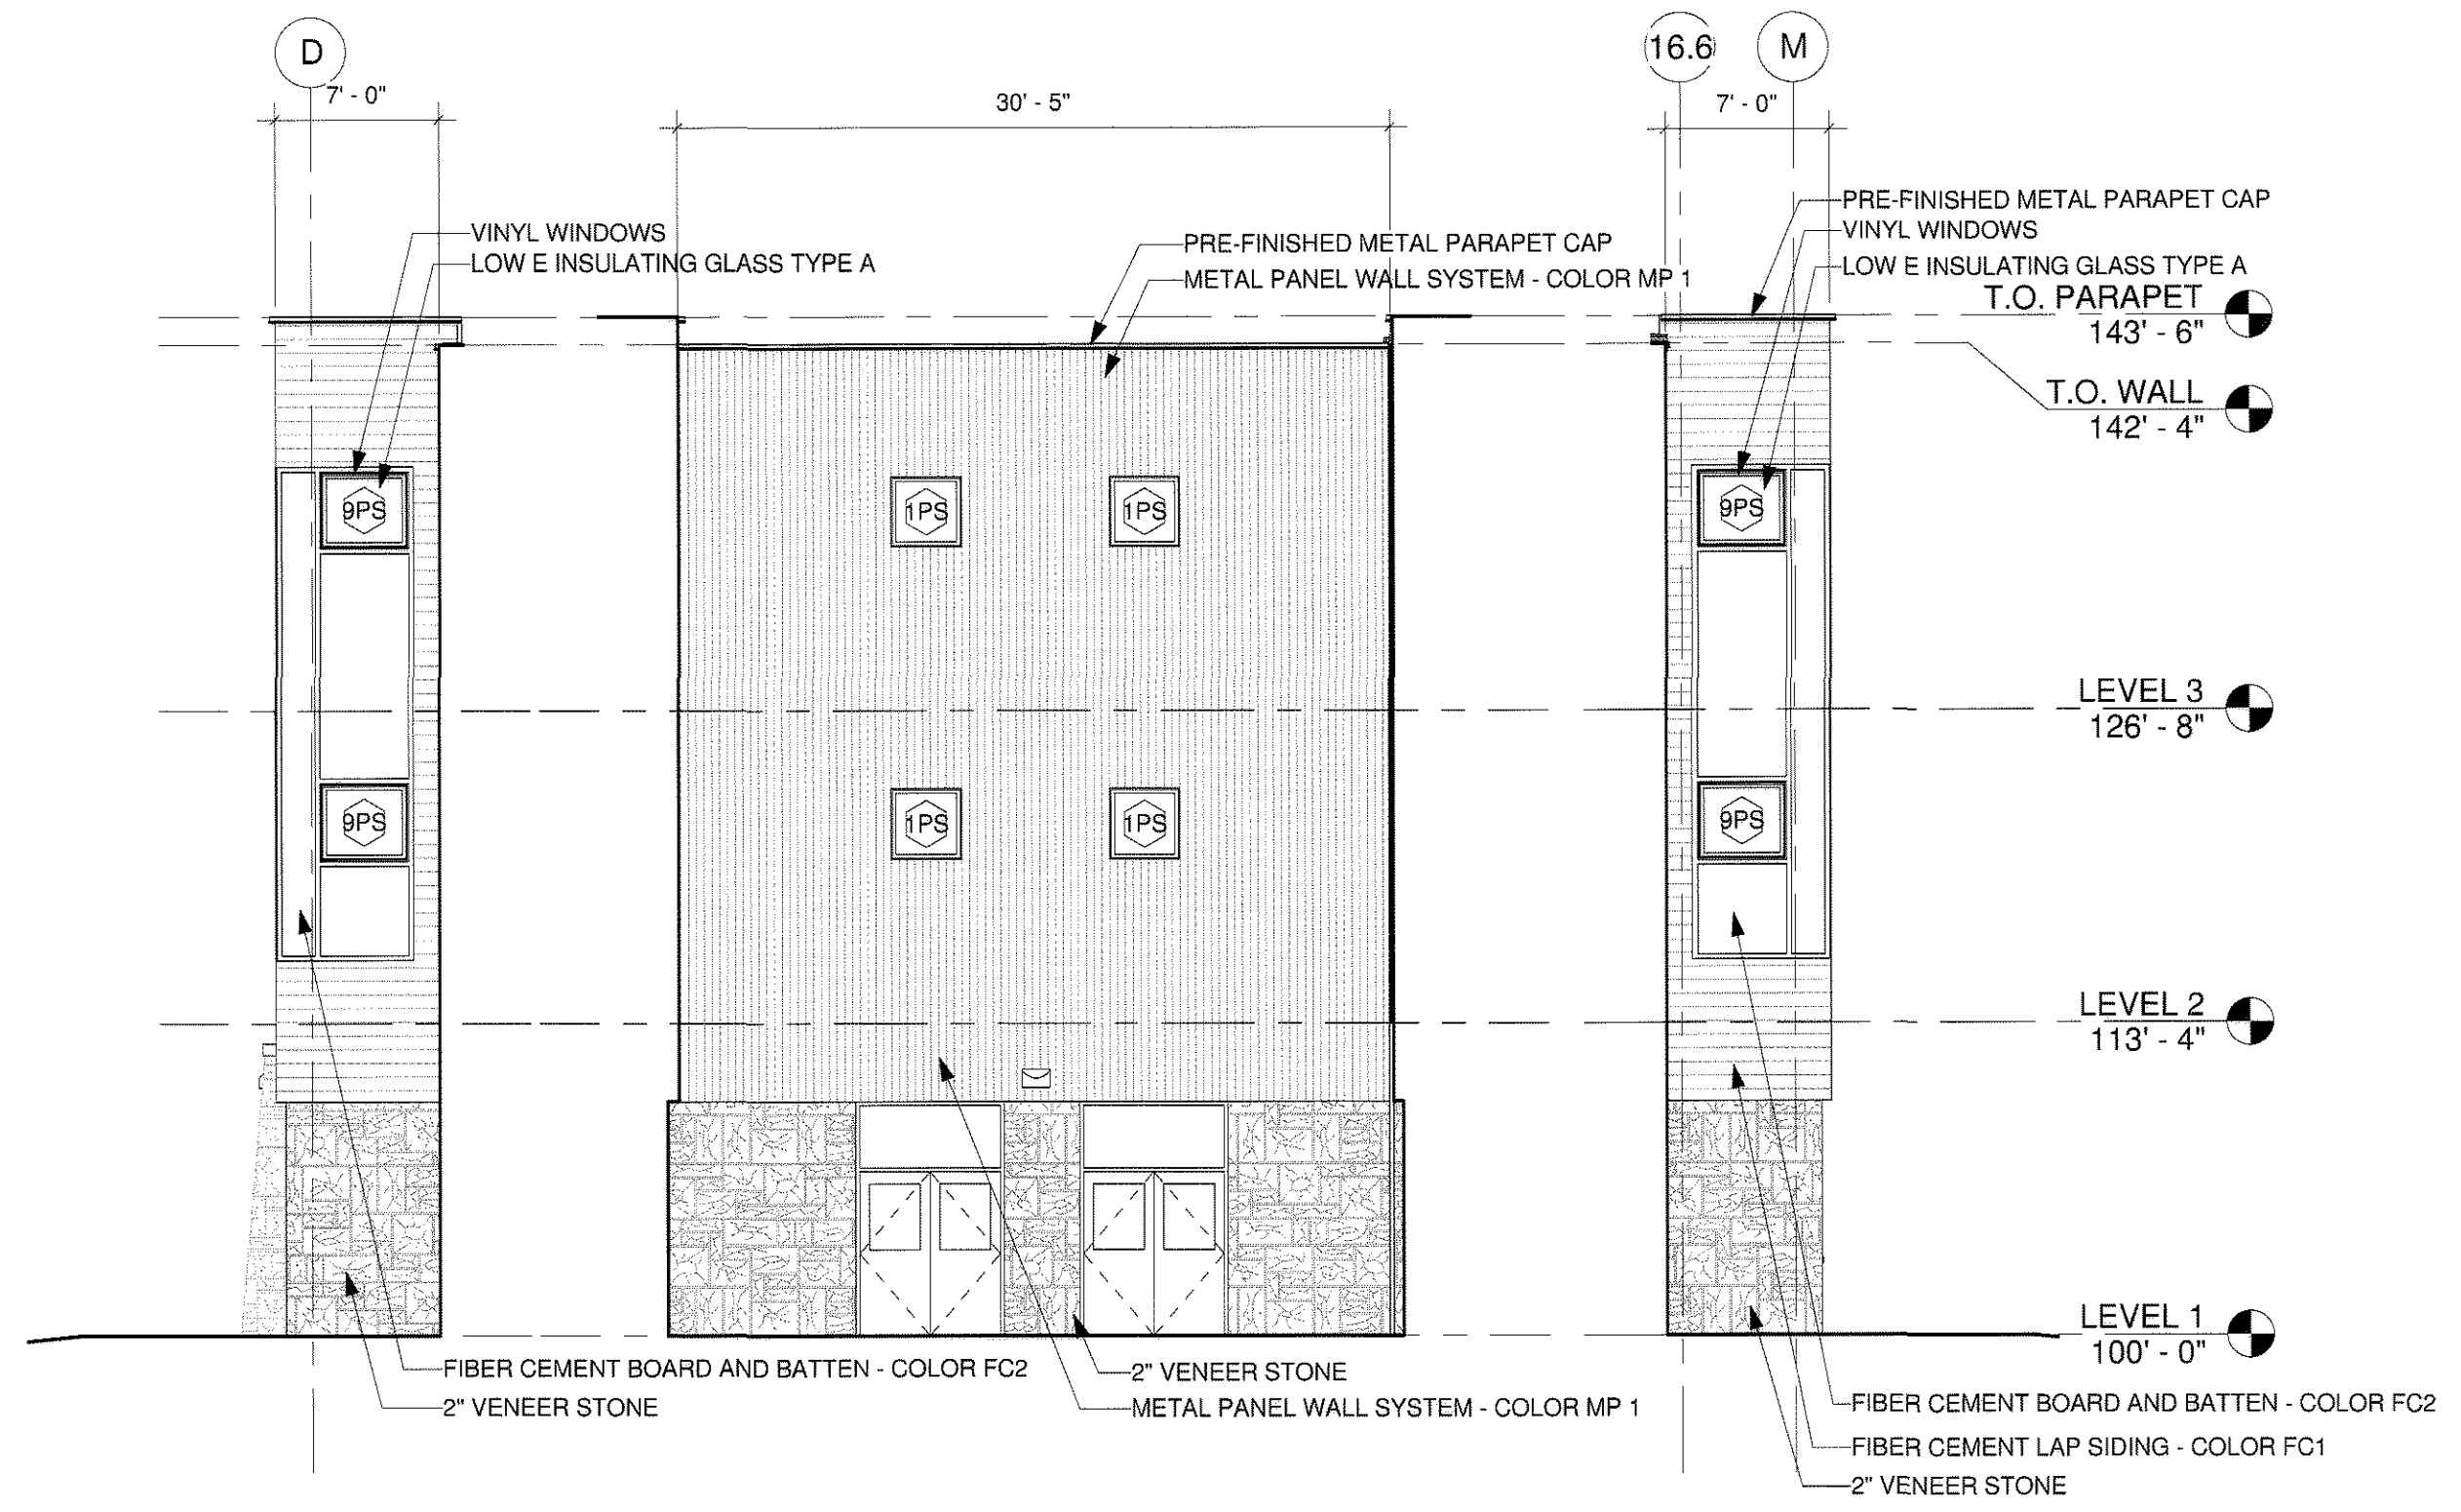 D
16.6
M
7' - 0"
30' - 5"
7' - 0"
PRE-FINISHED METAL PARAPET CAP
VINYL WINDOWS
LOW E INSULATING GLASS TYPE A
VINYL WINDOWS
LOW E INSULATING GLASS TYPE A
PRE-FINISHED METAL PARAPET CAP
METAL PANEL WALL SYSTEM - COLOR MP 1
T.O. PARAPET
143' - 6"
T.O. WALL
142' - 4"
9PS
1PS
1PS
9PS
LEVEL 3
126' - 8"
9PS
1PS
1PS
9PS
LEVEL 2
113' - 4"
LEVEL 1
100' - 0"
FIBER CEMENT BOARD AND BATTEN - COLOR FC2
2" VENEER STONE
2" VENEER STONE
METAL PANEL WALL SYSTEM - COLOR MP 1
FIBER CEMENT BOARD AND BATTEN - COLOR FC2
FIBER CEMENT LAP SIDING - COLOR FC1
2" VENEER STONE